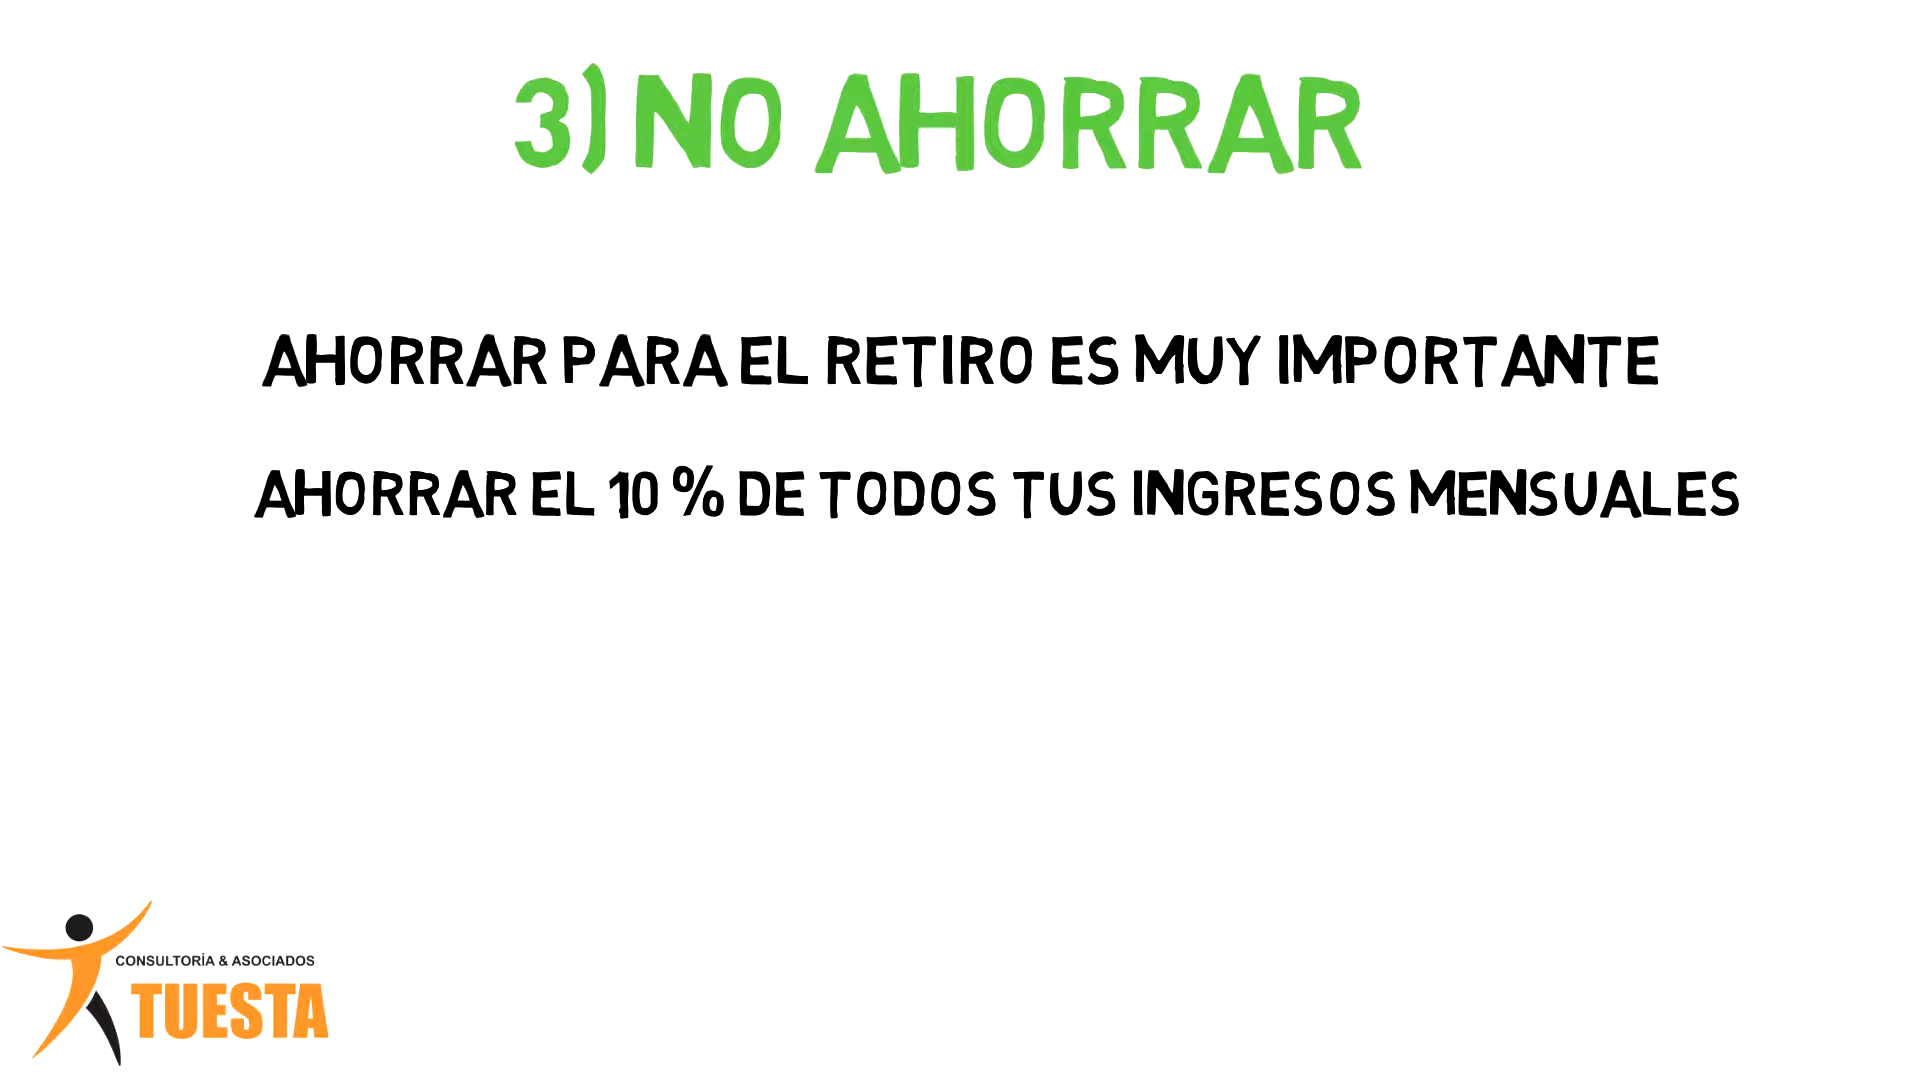 3) NO AHORRAR
AHORRAR PARA EL RETIRO ES MUY IMPORTANTE
AHORRAR EL 10 % DE TODOS TUS INGRESOS MENSUALES
CONSULTORÍA & ASOCIADOS
TUESTA